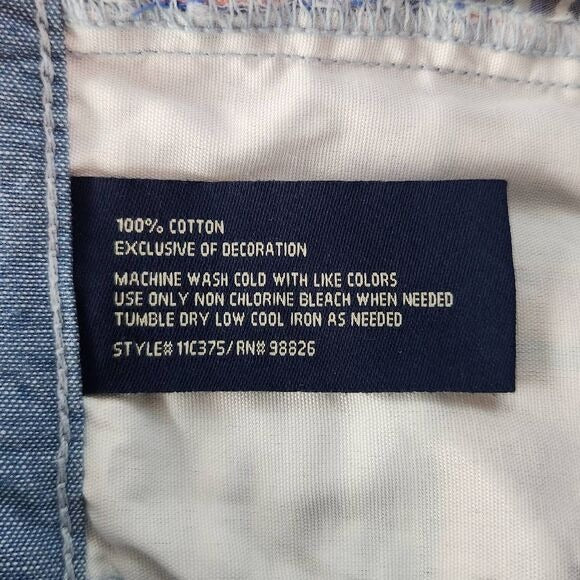 100% COTTON
EXCLUSIVE OF DECORATION
MACHINE WASH COLD WITH LIKE COLORS
USE ONLY NON CHLORINE BLEACH WHEN NEEDED
TUMBLE DRY LOW COOL IRON AS NEEDED
STYLE# 11C375/RN# 98826